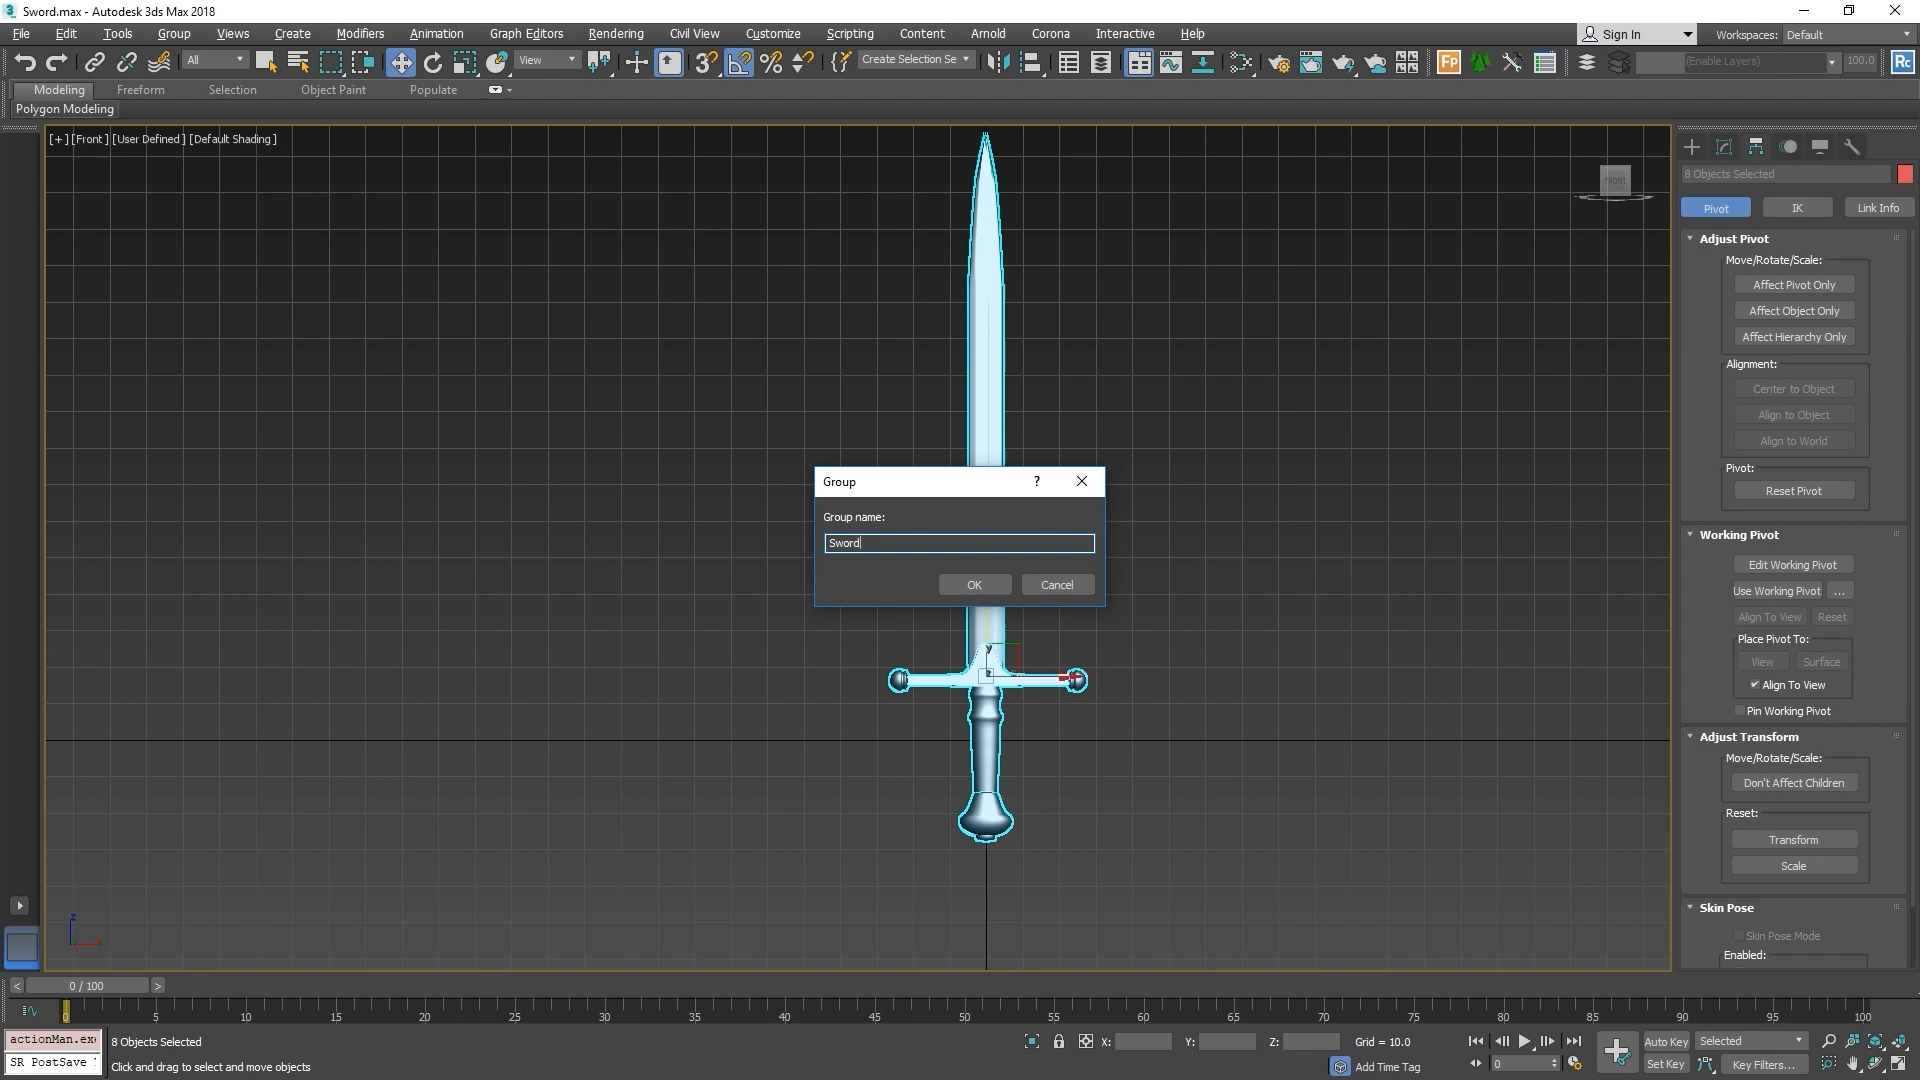 Sword.max - Autodesk 3ds Max 2018
File Edit Tools Group Views Create Modifiers Animation Graph Editors Rendering Civil View Customize Scripting Content Arnold Corona Interactive Help
Sign In
Workspaces: Default
All
View
Create Selection Se
(Enable Layers)
100.0
Fp
Rc
Modeling Freeform Selection Object Paint Populate
Polygon Modeling
[+] [Front] [User Defined] [Default Shading]
FRONT
8 Objects Selected
Pivot IK Link Info
Adjust Pivot
Move/Rotate/Scale:
Affect Pivot Only
Affect Object Only
Affect Hierarchy Only
Alignment:
Center to Object
Align to Object
Align to World
Pivot:
Reset Pivot
Working Pivot
Edit Working Pivot
Use Working Pivot ...
Align To View Reset
Place Pivot To:
View Surface
Align To View
Pin Working Pivot
Adjust Transform
Move/Rotate/Scale:
Don't Affect Children
Reset:
Transform
Scale
Skin Pose
Skin Pose Mode
Enabled:
Group ?
Group name:
Sword
OK Cancel
z
x
< 0 / 100 >
0 5 10 15 20 25 30 35 40 45 50 55 60 65 70 75 80 85 90 95 100
actionMan.exe
SR PostSave
8 Objects Selected
Click and drag to select and move objects
X: Y: Z: Grid = 10.0
Add Time Tag
0
Auto Key Selected
Set Key Key Filters...